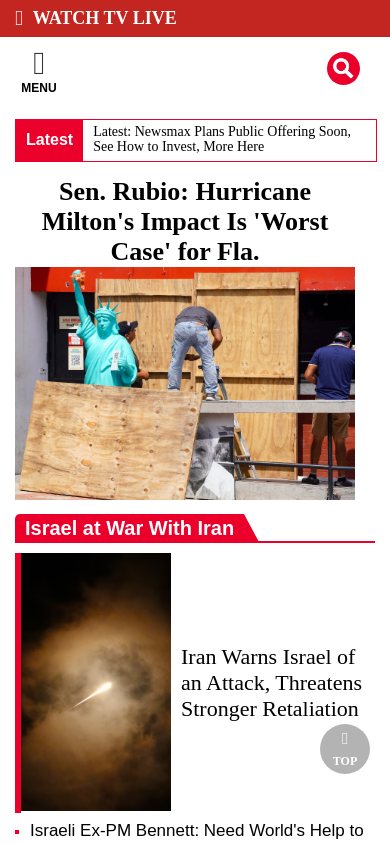 WATCH TV LIVE
MENU
Latest
Latest: Newsmax Plans Public Offering Soon,
See How to Invest, More Here
Sen. Rubio: Hurricane
Milton's Impact Is 'Worst
Case' for Fla.
Israel at War With Iran
Iran Warns Israel of
an Attack, Threatens
Stronger Retaliation
TOP
Israeli Ex-PM Bennett: Need World's Help to